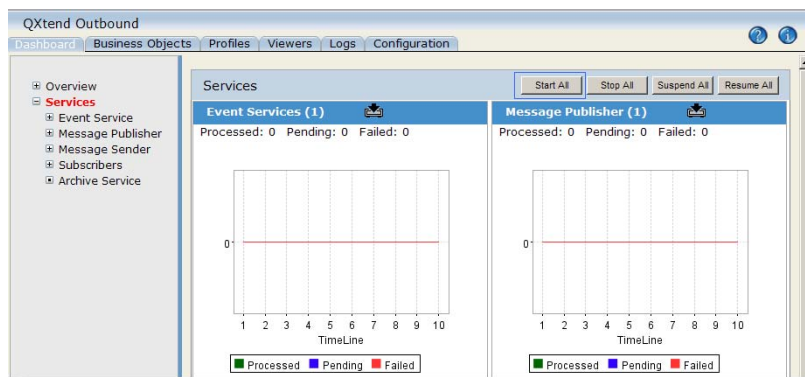 QXtend Outbound
Dashboard Business Objects Profiles Viewers Logs Configuration
Overview
Services
Event Service
Message Publisher
Message Sender
Subscribers
Archive Service
Services Start All Stop All Suspend All Resume All
Event Services (1)
Processed: 0 Pending: 0 Failed: 0
0
1 2 3 4 5 6 7 8 9 10
TimeLine
Processed Pending Failed
Message Publisher (1)
Processed: 0 Pending: 0 Failed: 0
0
1 2 3 4 5 6 7 8 9 10
TimeLine
Processed Pending Failed